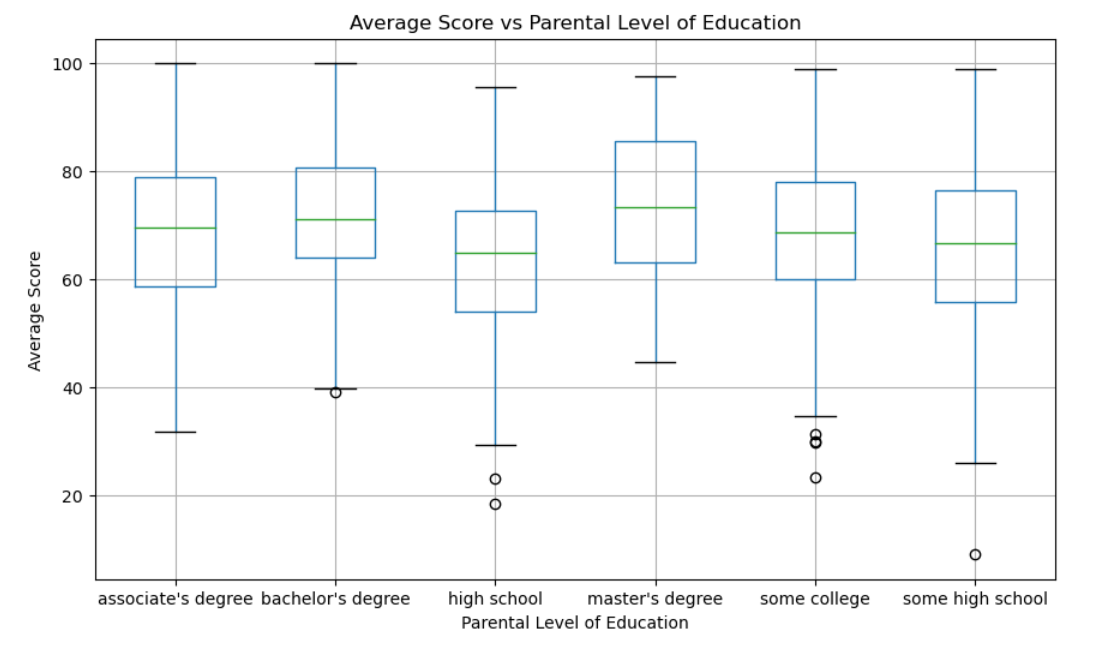 Average Score vs Parental Level of Education
100
80
60
40
20
Average Score
associate's degree bachelor's degree high school master's degree some college some high school
Parental Level of Education